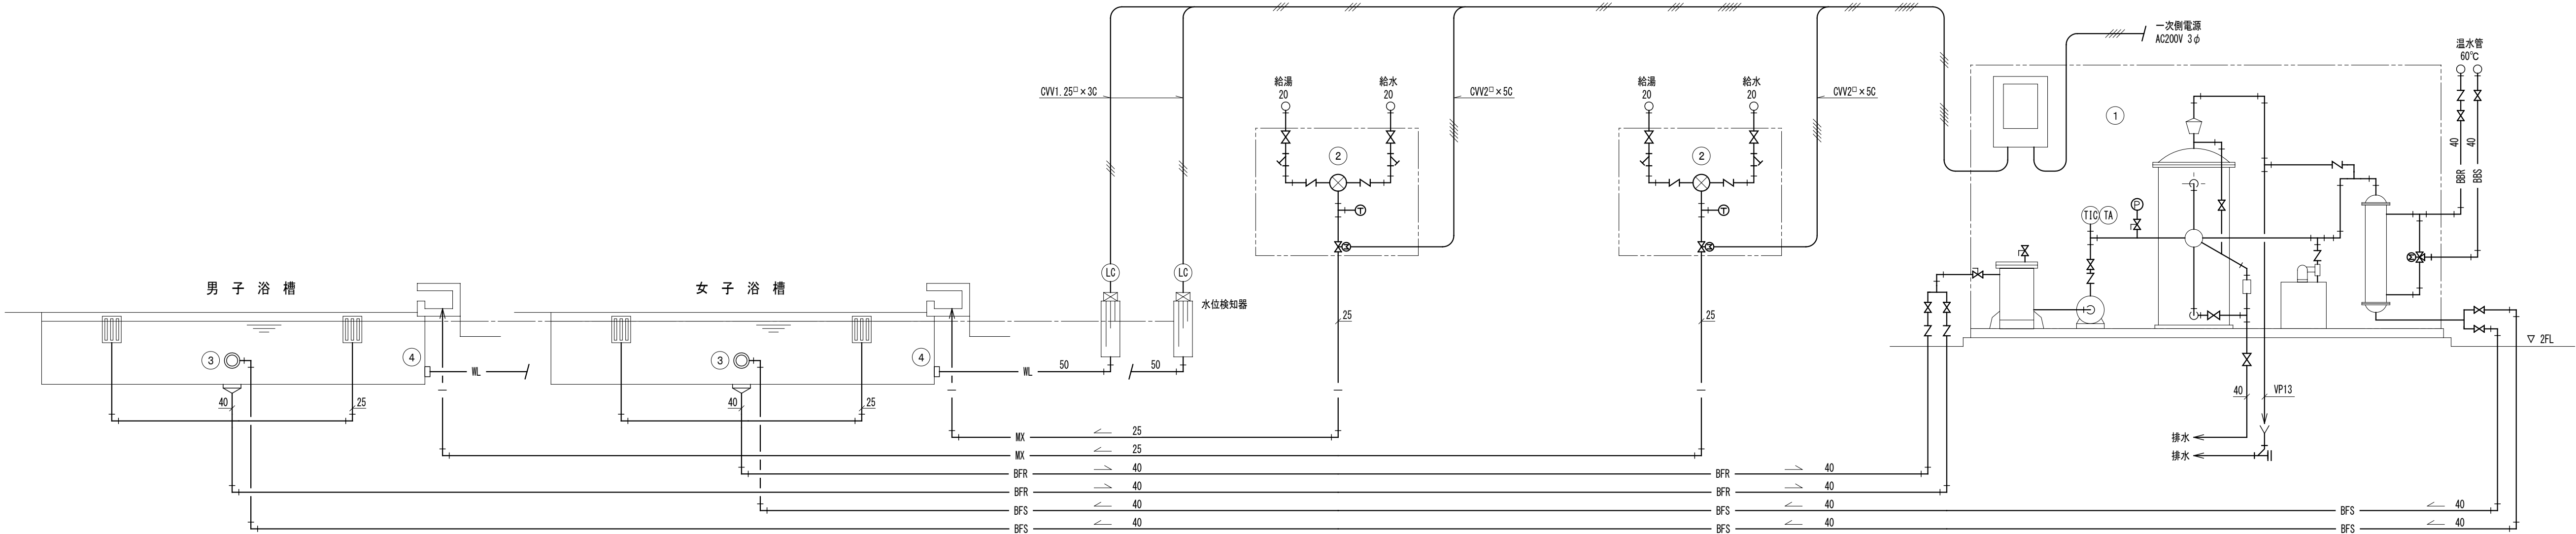 一次側電源
AC200V 3φ
温水管
60℃
給湯
20
給水
20
給湯
20
給水
20
CVV1.25□×3C
CVV2□×5C
CVV2□×5C
①
②
②
40
40
BBR
BBS
TIC
TA
P
T
T
LC
LC
水位検知器
男子浴槽
女子浴槽
25
25
③
④
③
④
WL
WL
50
50
▽ 2FL
40
25
40
25
40
VP13
MX
25
排水
MX
25
排水
BFR
40
BFR
40
BFR
40
BFR
40
BFS
40
BFS
40
BFS
40
BFS
40
BFS
40
BFS
40